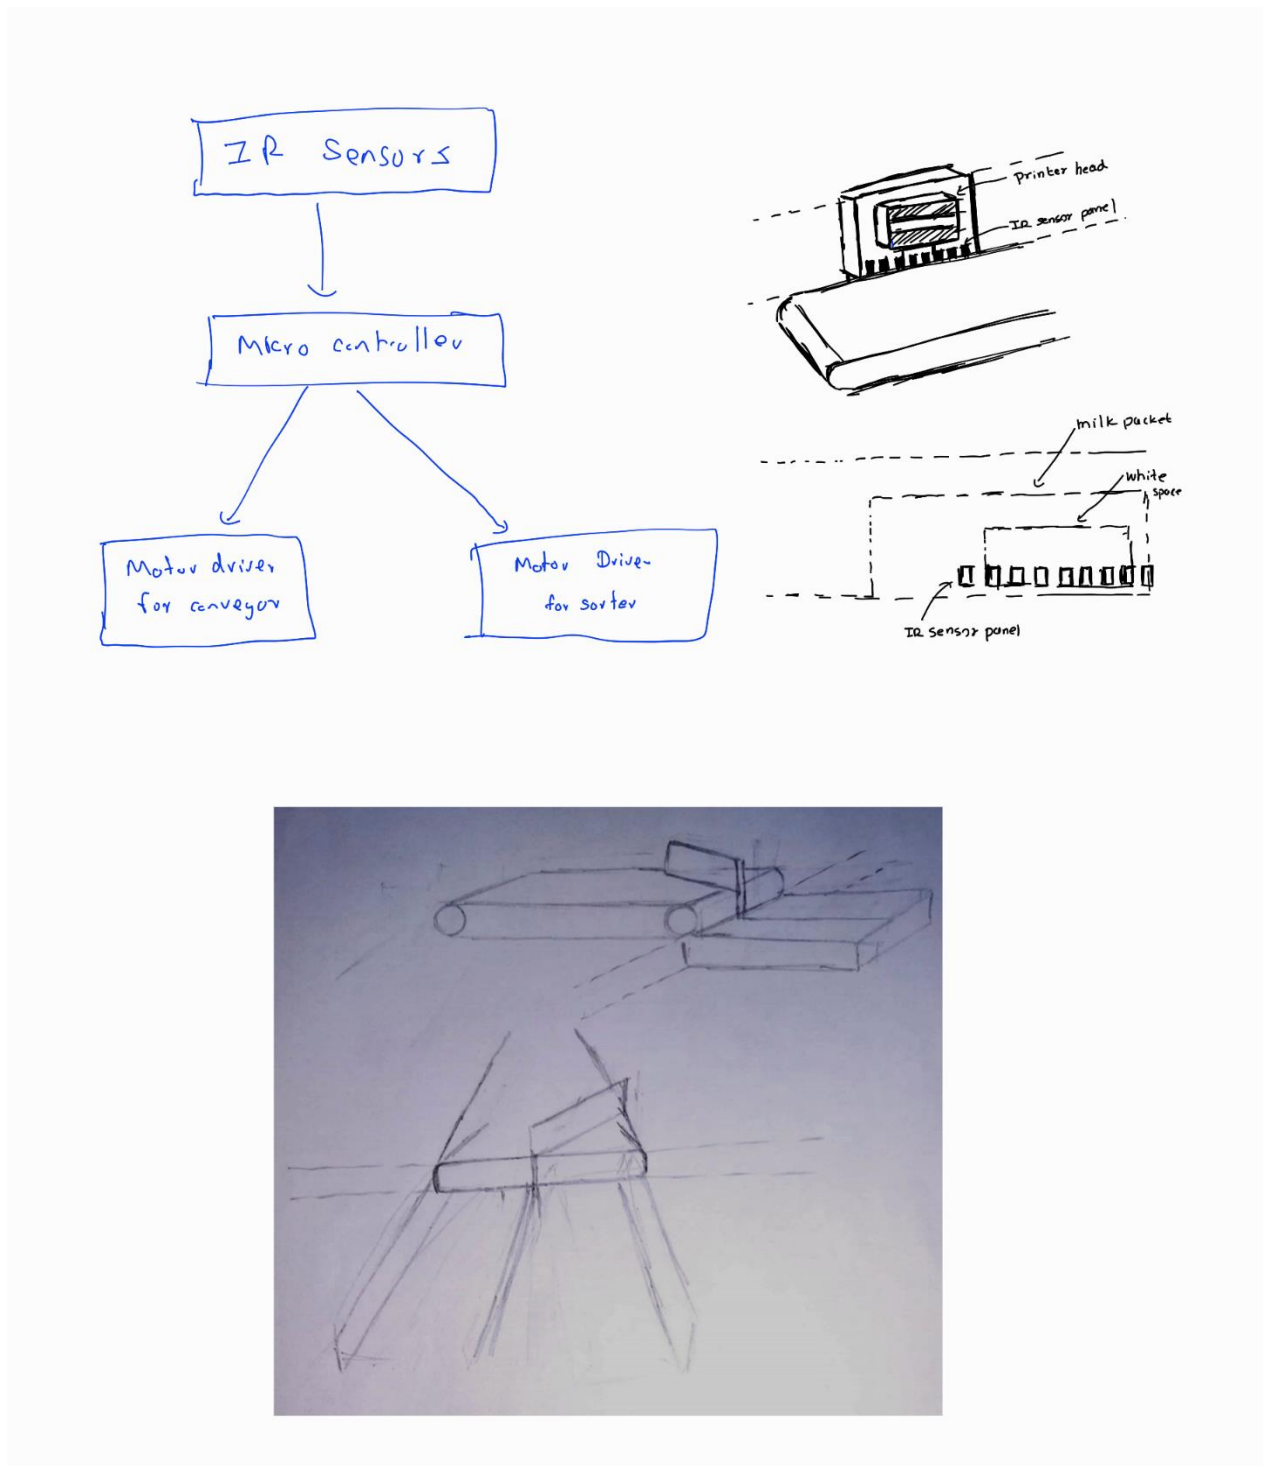 IR Sensors
Micro controller
Motor driver
for conveyor
Motor Driver
for sorter
Printer head
IR sensor panel
milk packet
white
space
IR sensor panel